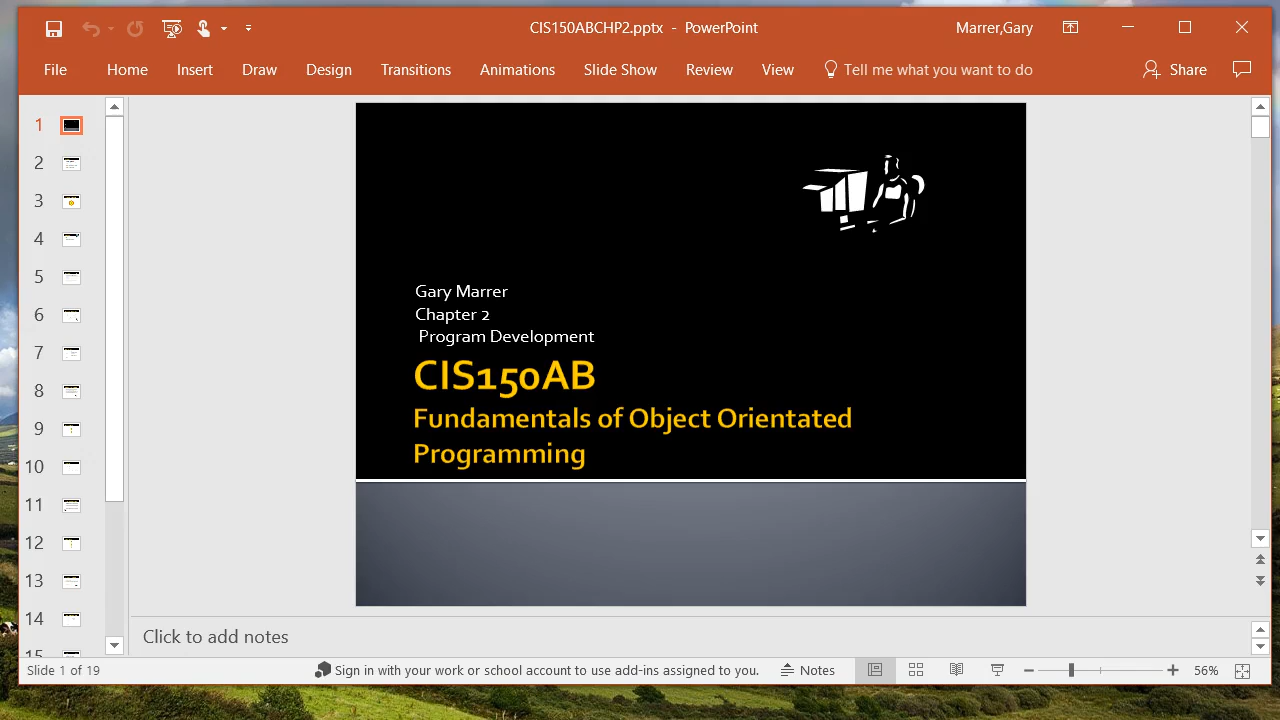 CIS150ABCHP2.pptx - PowerPoint
Marrer,Gary
File Home Insert Draw Design Transitions Animations Slide Show Review View Tell me what you want to do Share
1
2
3
4
5
6
7
8
9
10
11
12
13
14
15
Gary Marrer
Chapter 2
Program Development
CIS150AB
Fundamentals of Object Orientated
Programming
Click to add notes
Slide 1 of 19 Sign in with your work or school account to use add-ins assigned to you. Notes 56%